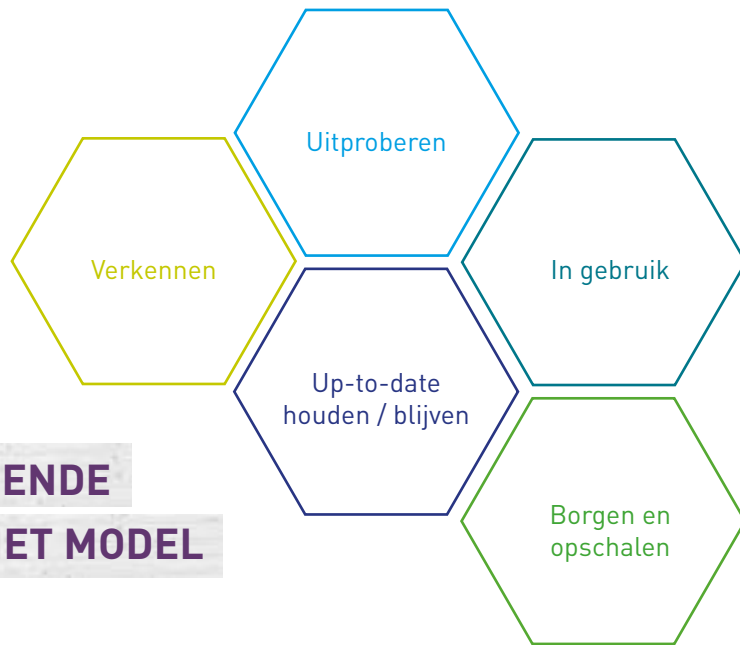 Uitproberen
Verkennen
In gebruik
Up-to-date
houden / blijven
ENDE
ET MODEL
Borgen en
opschalen